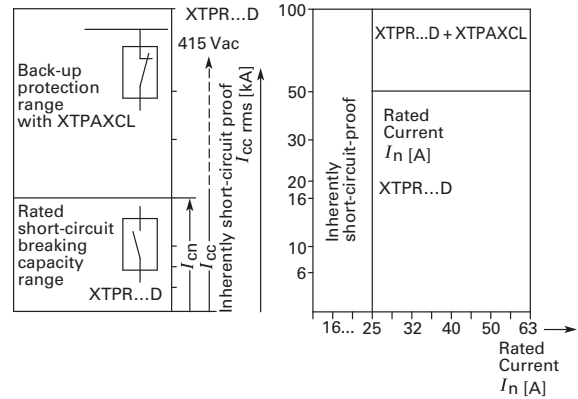 XTPR...D
415 Vac
Back-up
protection
range
with XTPAXCL
Rated
short-circuit
breaking
capacity
range
XTPR...D
Icn
Icc
Inherently short-circuit proof
Icc rms [kA]
100
50
30
20
16
10
6
Inherently
short-circuit-proof
XTPR...D + XTPAXCL
Rated
Current
In [A]
XTPR...D
16... 25 32 40 50 63
Rated
Current
In [A]